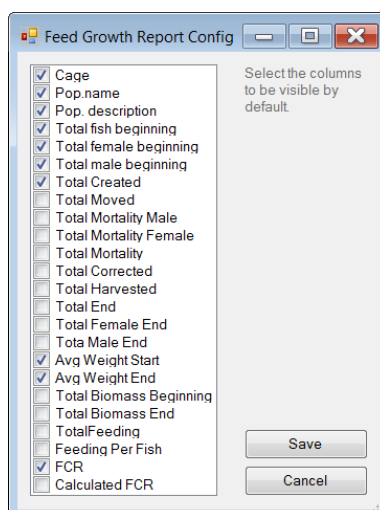 Feed Growth Report Config
Cage
Pop.name
Pop. description
Total fish beginning
Total female beginning
Total male beginning
Total Created
Total Moved
Total Mortality Male
Total Mortality Female
Total Mortality
Total Corrected
Total Harvested
Total End
Total Female End
Tota Male End
Avg Weight Start
Avg Weight End
Total Biomass Beginning
Total Biomass End
TotalFeeding
Feeding Per Fish
FCR
Calculated FCR
Select the columns
to be visible by
default.
Save
Cancel